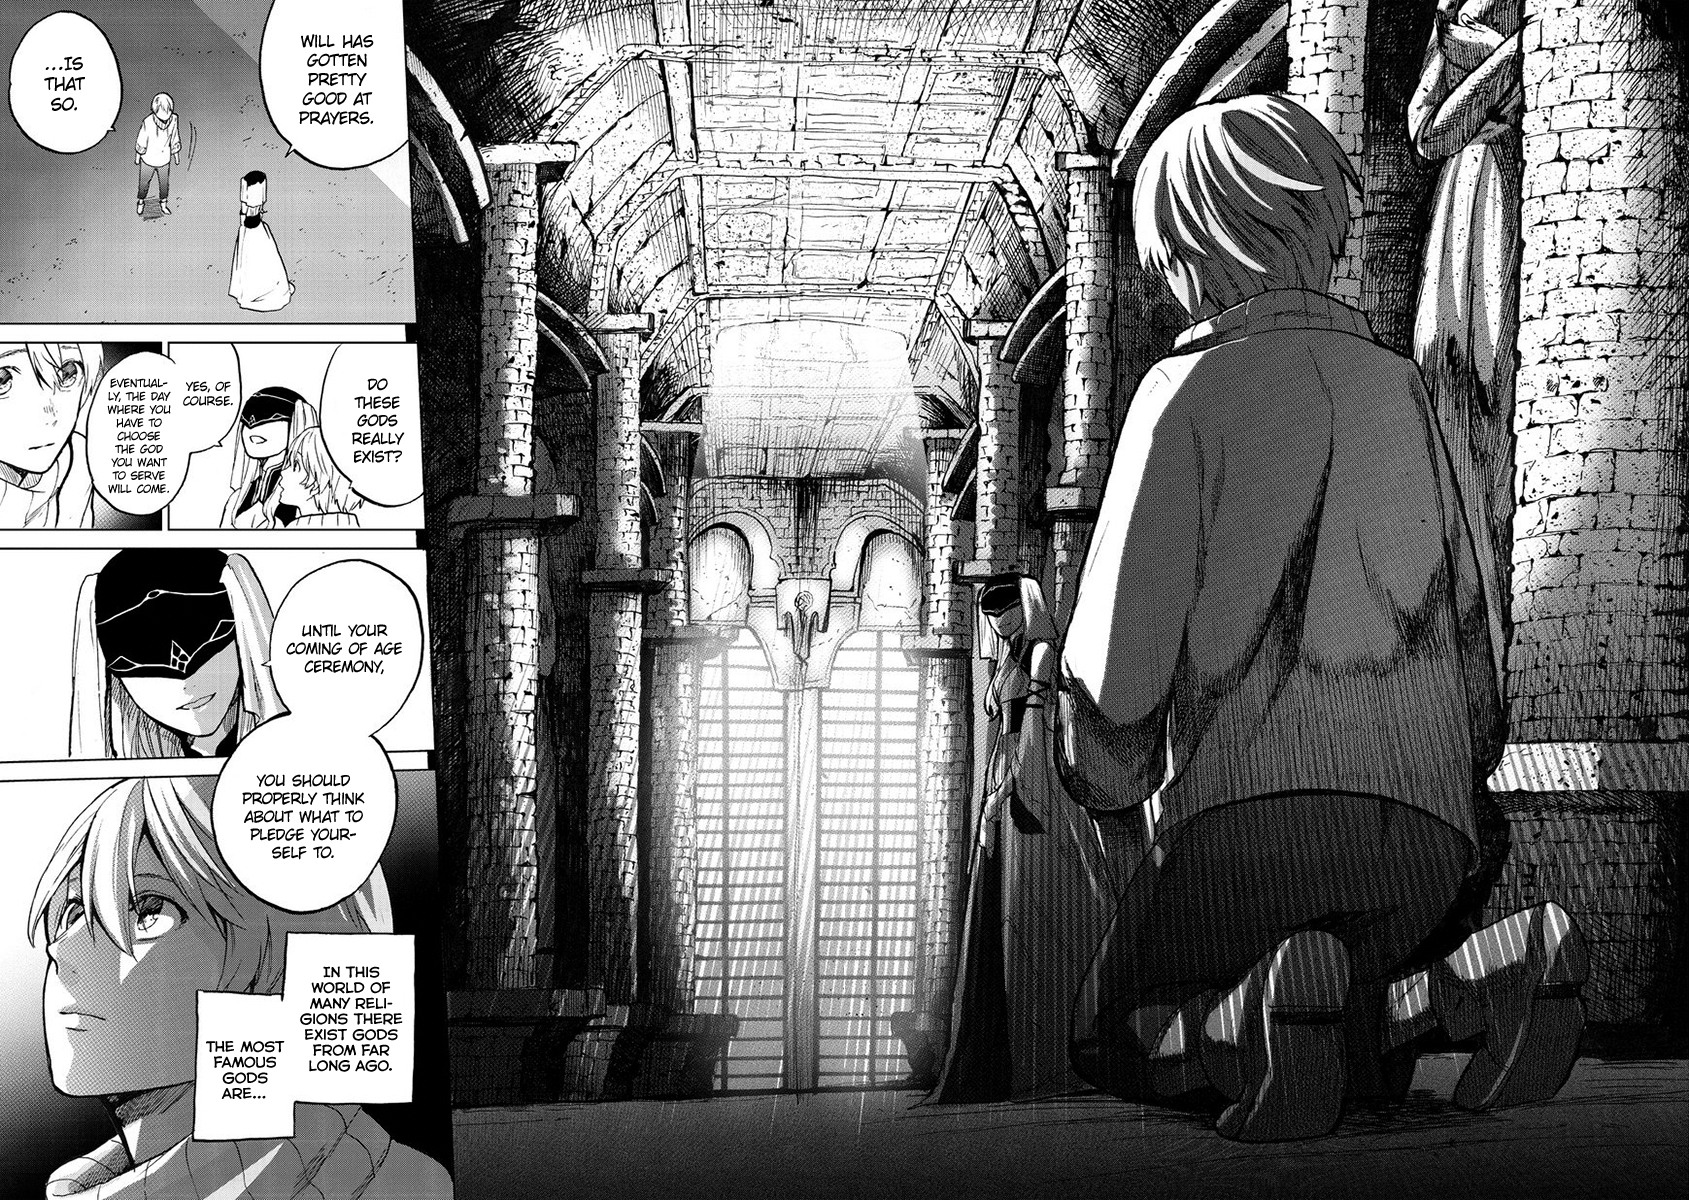 WILL HAS
GOTTEN
PRETTY
GOOD AT
PRAYERS.
...IS
THAT
SO.
DO
THESE
GODS
REALLY
EXIST?
YES, OF
COURSE.
EVENTUAL-
LY, THE DAY
WHERE YOU
HAVE TO
CHOOSE
THE GOD
YOU WANT
TO SERVE
WILL COME.
UNTIL YOUR
COMING OF AGE
CEREMONY,
YOU SHOULD
PROPERLY THINK
ABOUT WHAT TO
PLEDGE YOUR-
SELF TO.
IN THIS
WORLD OF
MANY RELI-
GIONS THERE
EXIST GODS
FROM FAR
LONG AGO.
THE MOST
FAMOUS
GODS
ARE...